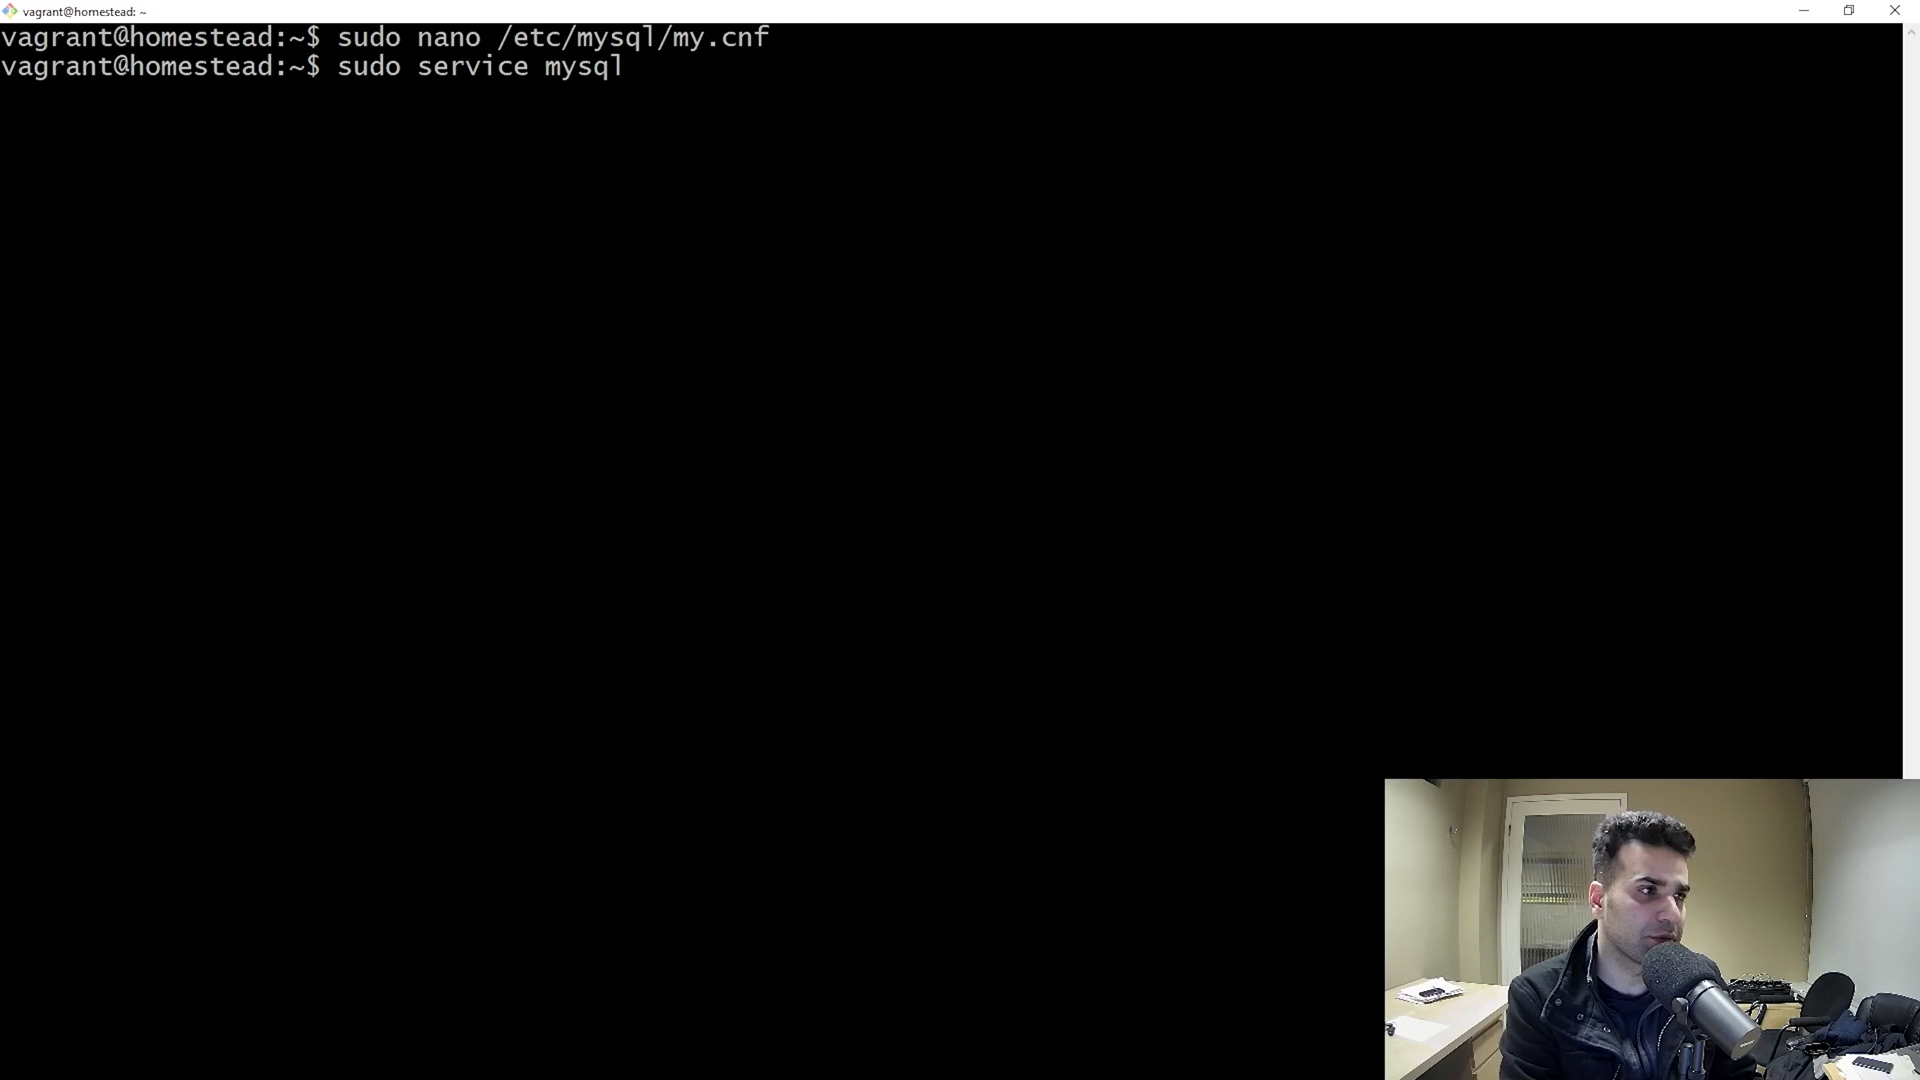 vagrant@homestead: ~
vagrant@homestead:~$ sudo nano /etc/mysql/my.cnf
vagrant@homestead:~$ sudo service mysql